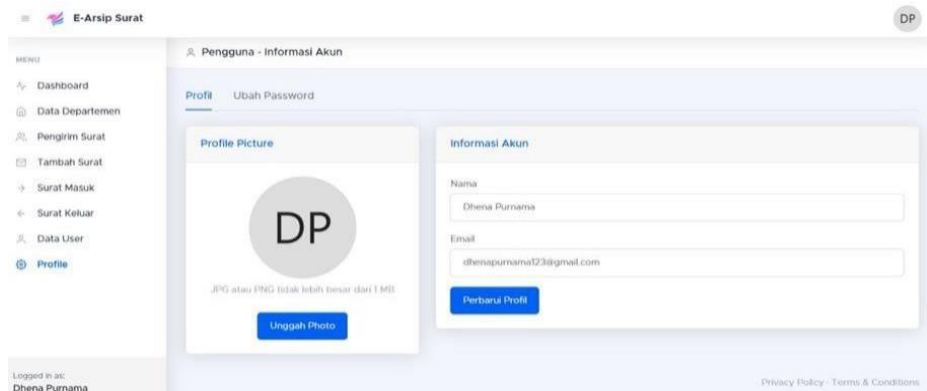 E-Arsip Surat
DP
MENU
Dashboard
Data Departemen
Pengirim Surat
Tambah Surat
Surat Masuk
Surat Keluar
Data User
Profile
Logged in as:
Dhena Purnama
Pengguna - Informasi Akun
Profil Ubah Password
Profile Picture
DP
JPG atau PNG tidak lebih besar dari 1 MB
Unggah Photo
Informasi Akun
Nama
Dhena Purnama
Email
dhenapurnama123@gmail.com
Perbarui Profil
Privacy Policy · Terms & Conditions